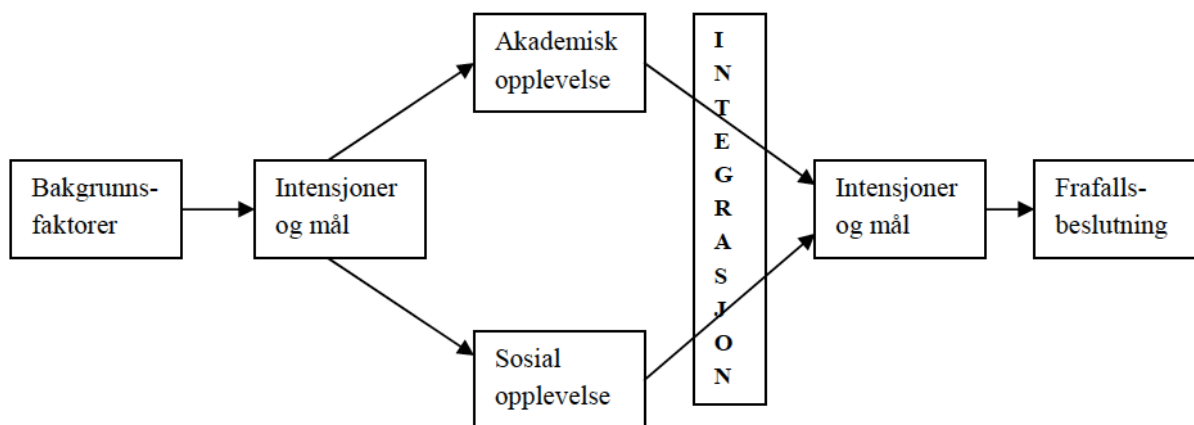 Bakgrunns-
faktorer
Intensjoner
og mål
Akademisk
opplevelse
Sosial
opplevelse
I
N
T
E
G
R
A
S
J
O
N
Intensjoner
og mål
Frafalls-
beslutning